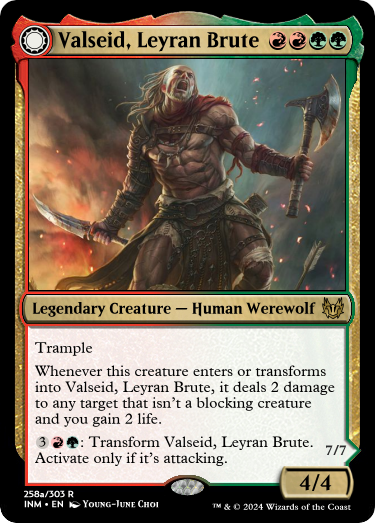 Valseid, Leyran Brute
Legendary Creature — Human Werewolf
Trample
Whenever this creature enters or transforms
into Valseid, Leyran Brute, it deals 2 damage
to any target that isn't a blocking creature
and you gain 2 life.
3: Transform Valseid, Leyran Brute.
Activate only if it's attacking.
7/7
4/4
258a/303 R
INM • EN Young-June Choi
™ & © 2024 Wizards of the Coast